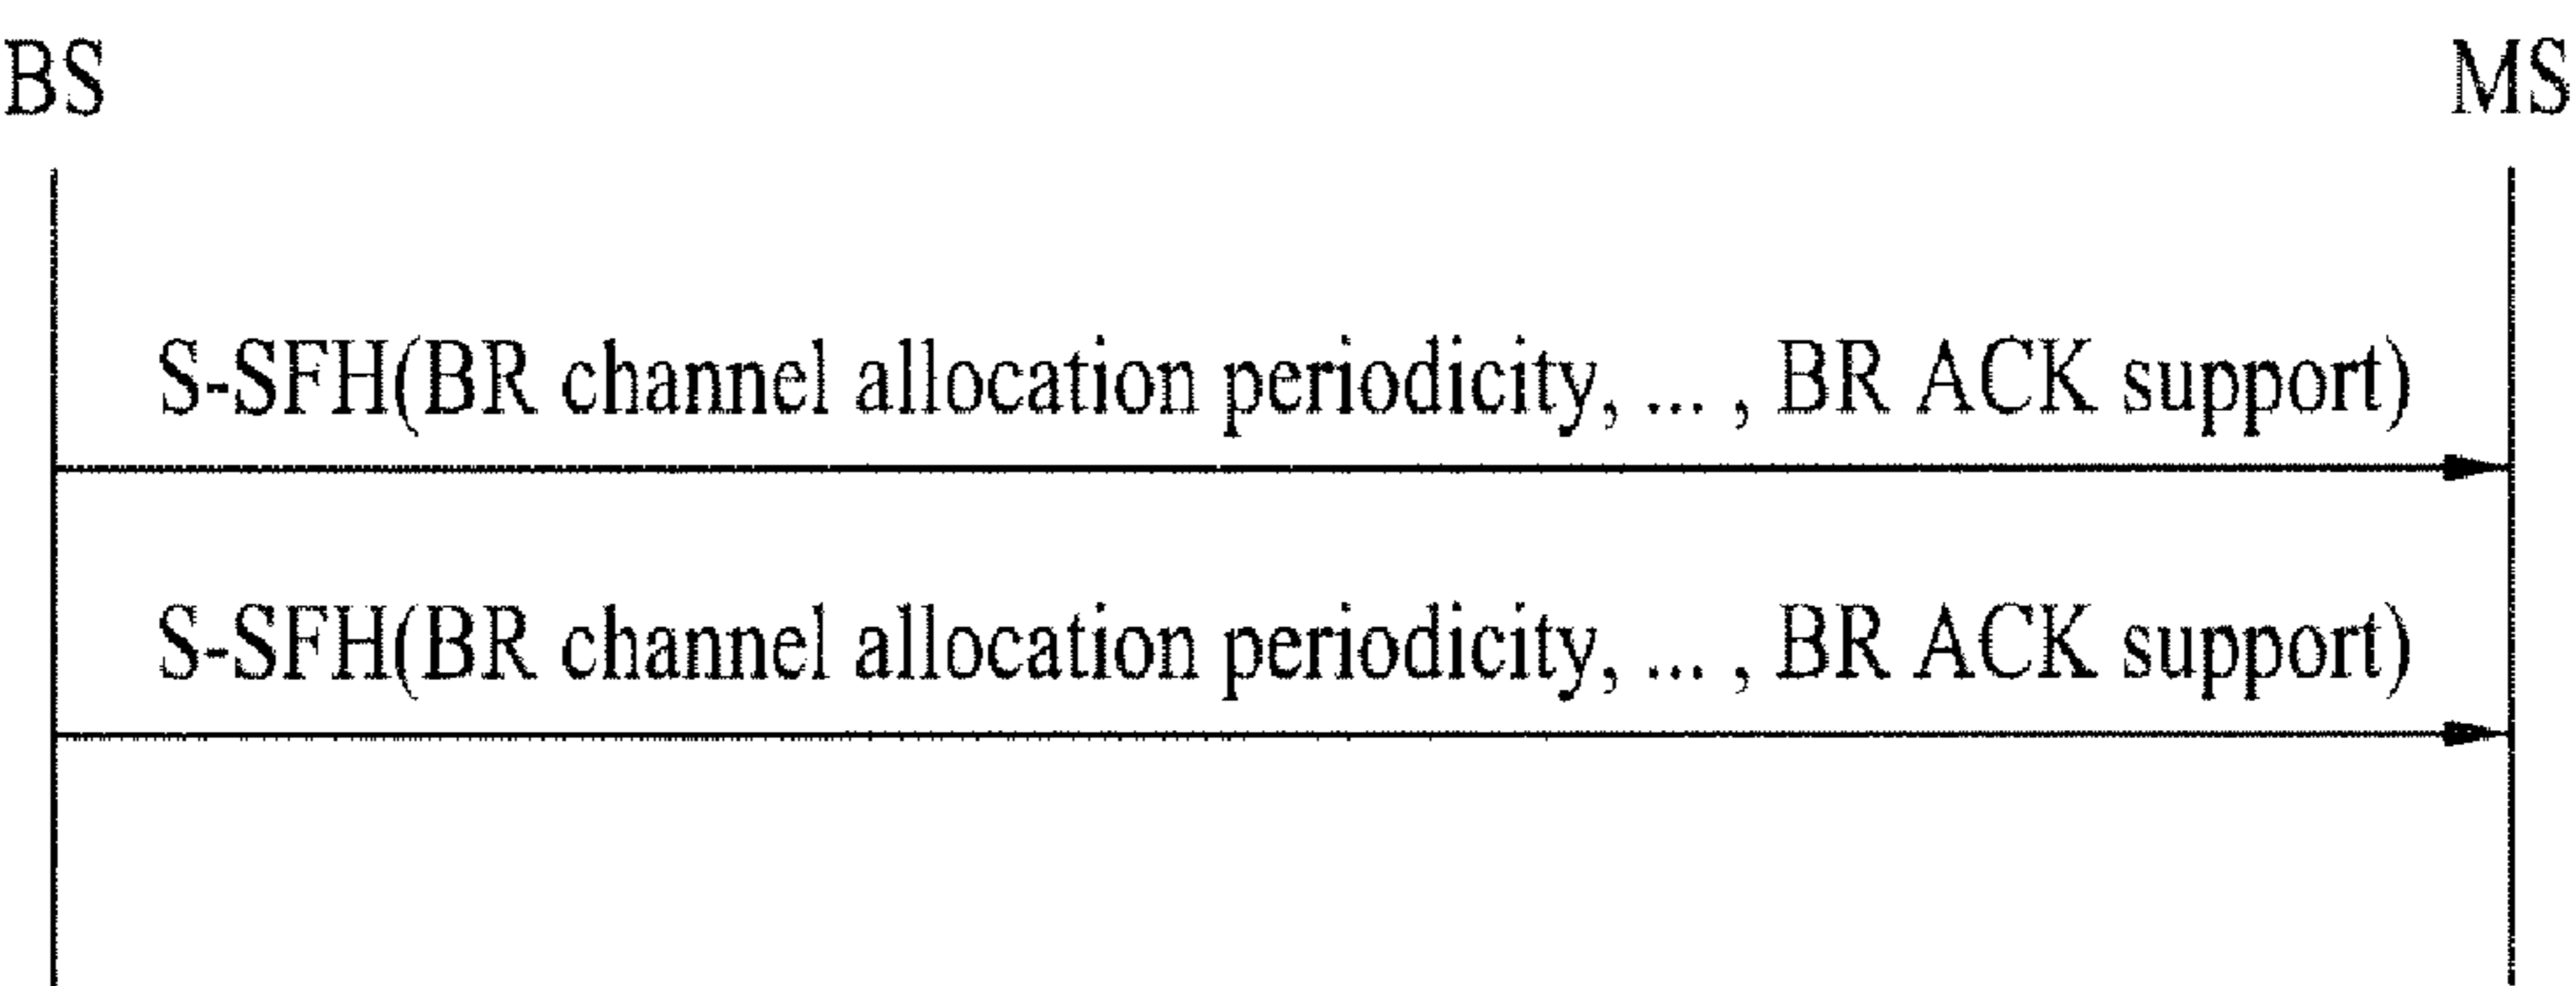 BS MS
S-SFH(BR channel allocation periodicity, ... , BR ACK support)
S-SFH(BR channel allocation periodicity, ... , BR ACK support)